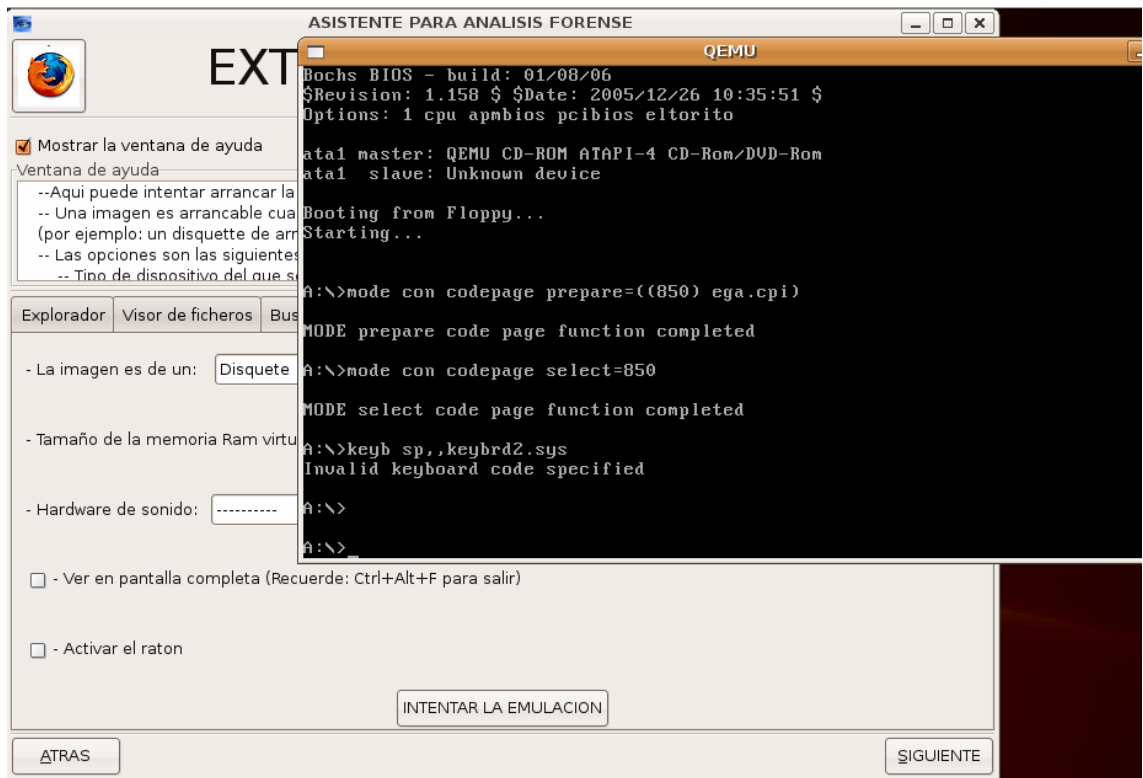 ASISTENTE PARA ANALISIS FORENSE
EXT
Mostrar la ventana de ayuda
Ventana de ayuda
--Aqui puede intentar arrancar la
-- Una imagen es arrancable cua
(por ejemplo: un disquette de arr
-- Las opciones son las siguientes
-- Tipo de dispositivo del que s
Explorador
Visor de ficheros
Bus
- La imagen es de un:
Disquete
- Tamaño de la memoria Ram virtu
- Hardware de sonido:
----------
- Ver en pantalla completa (Recuerde: Ctrl+Alt+F para salir)
- Activar el raton
INTENTAR LA EMULACION
ATRAS
SIGUIENTE
QEMU
Bochs BIOS - build: 01/08/06
$Revision: 1.158 $ $Date: 2005/12/26 10:35:51 $
Options: 1 cpu apmbios pcibios eltorito
ata1 master: QEMU CD-ROM ATAPI-4 CD-Rom/DVD-Rom
ata1  slave: Unknown device
Booting from Floppy...
Starting...
A:\>mode con codepage prepare=((850) ega.cpi)
MODE prepare code page function completed
A:\>mode con codepage select=850
MODE select code page function completed
A:\>keyb sp,,keybrd2.sys
Invalid keyboard code specified
A:\>
A:\>_